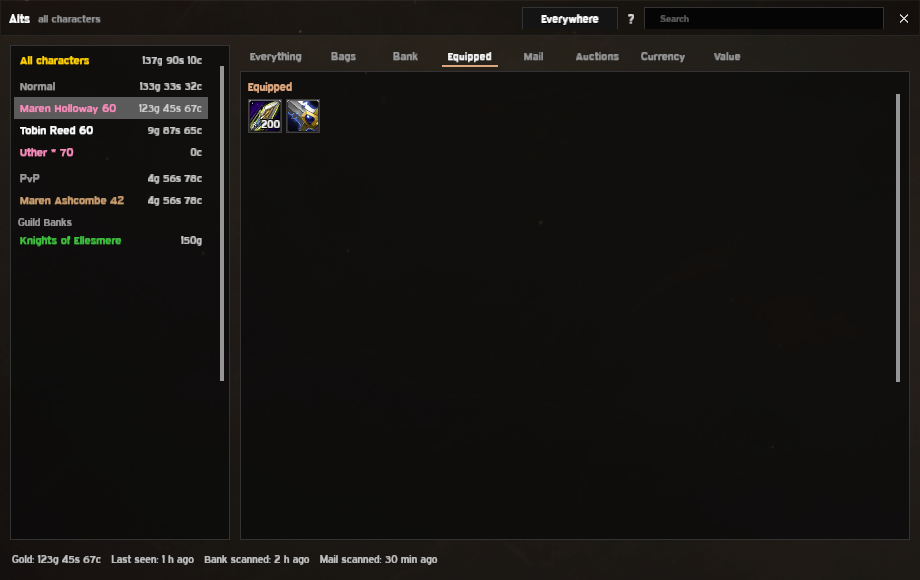 Alts all characters
Everywhere
?
Search
All characters 137g 90s 10c
Normal 133g 33s 32c
Maren Holloway 60 123g 45s 67c
Tobin Reed 60 9g 87s 65c
Uther * 70 0c
PvP 4g 56s 78c
Maren Ashcombe 42 4g 56s 78c
Guild Banks
Knights of Ellesmere 150g
Everything Bags Bank Equipped Mail Auctions Currency Value
Equipped
200
Gold: 123g 45s 67c Last seen: 1 h ago Bank scanned: 2 h ago Mail scanned: 30 min ago